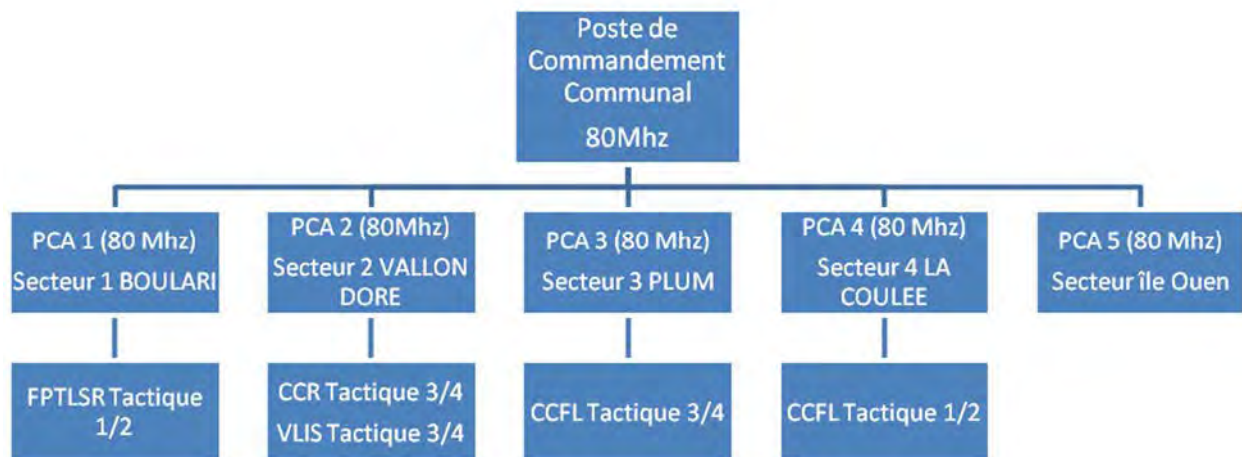 Poste de
Commandement
Communal
80Mhz
PCA 1 (80 Mhz)
Secteur 1 BOULARI
PCA 2 (80Mhz)
Secteur 2 VALLON
DORE
PCA 3 (80 Mhz)
Secteur 3 PLUM
PCA 4 (80 Mhz)
Secteur 4 LA
COULEE
PCA 5 (80 Mhz)
Secteur île Ouen
FPTLSR Tactique
1/2
CCR Tactique 3/4
VLIS Tactique 3/4
CCFL Tactique 3/4
CCFL Tactique 1/2